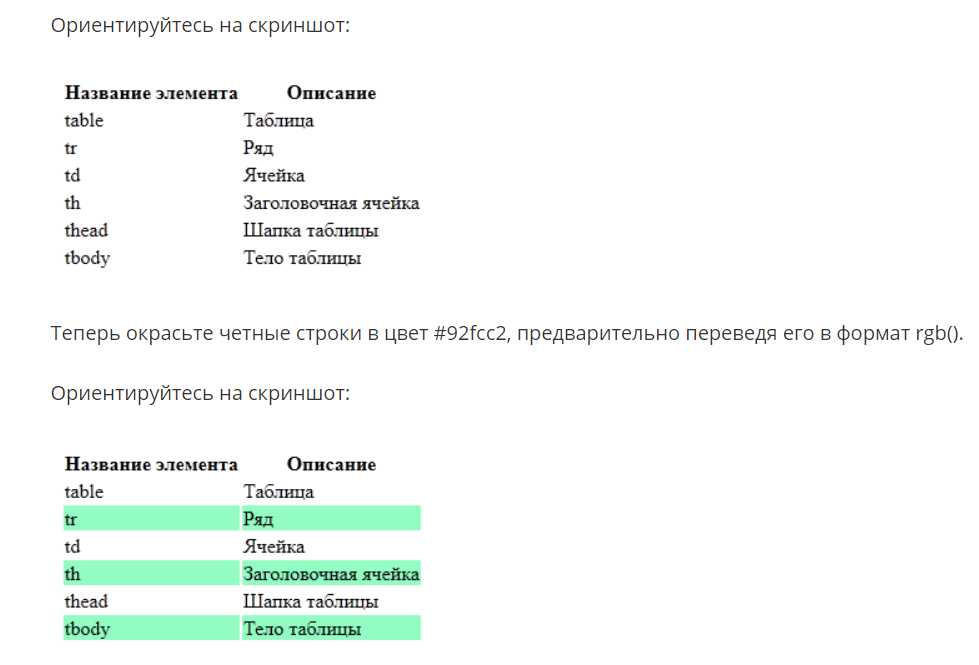 Ориентируйтесь на скриншот:
Название элемента Описание
table Таблица
tr Ряд
td Ячейка
th Заголовочная ячейка
thead Шапка таблицы
tbody Тело таблицы
Теперь окрасьте четные строки в цвет #92fcc2, предварительно переведя его в формат rgb().
Ориентируйтесь на скриншот:
Название элемента Описание
table Таблица
tr Ряд
td Ячейка
th Заголовочная ячейка
thead Шапка таблицы
tbody Тело таблицы